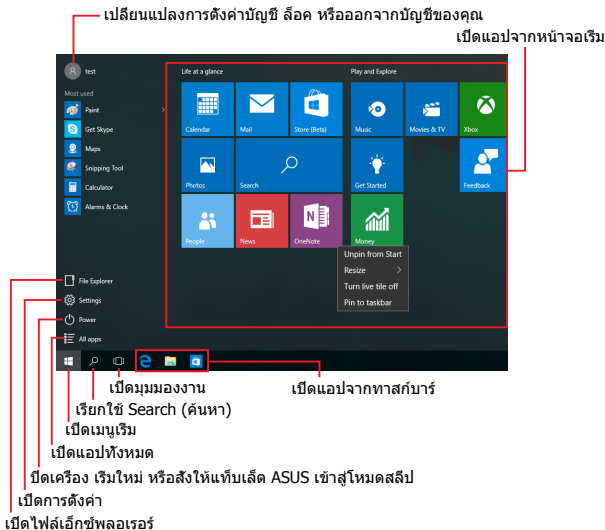 เปลี่ยนแปลงการตั้งค่าบัญชี ล็อค หรือออกจากบัญชีของคุณ
เปิดแอปจากหน้าจอเริ่ม
test
Life at a glance
Play and Explore
Most used
Paint
Get Skype
Maps
Snipping Tool
Calculator
Alarms & Clock
Calendar
Mail
Store (Beta)
Music
Movies & TV
Xbox
Photos
Search
Get Started
Feedback
People
News
OneNote
Money
Unpin from Start
Resize
Turn live tile off
Pin to taskbar
File Explorer
Settings
Power
All apps
เปิดมุมมองงาน
เปิดแอปจากทาสก์บาร์
เรียกใช้ Search (ค้นหา)
เปิดเมนูเริ่ม
เปิดแอปทั้งหมด
ปิดเครื่อง เริ่มใหม่ หรือสั่งให้แท็บเล็ต ASUS เข้าสู่โหมดสลีป
เปิดการตั้งค่า
เปิดไฟล์เอ็กซ์พลอเรอร์